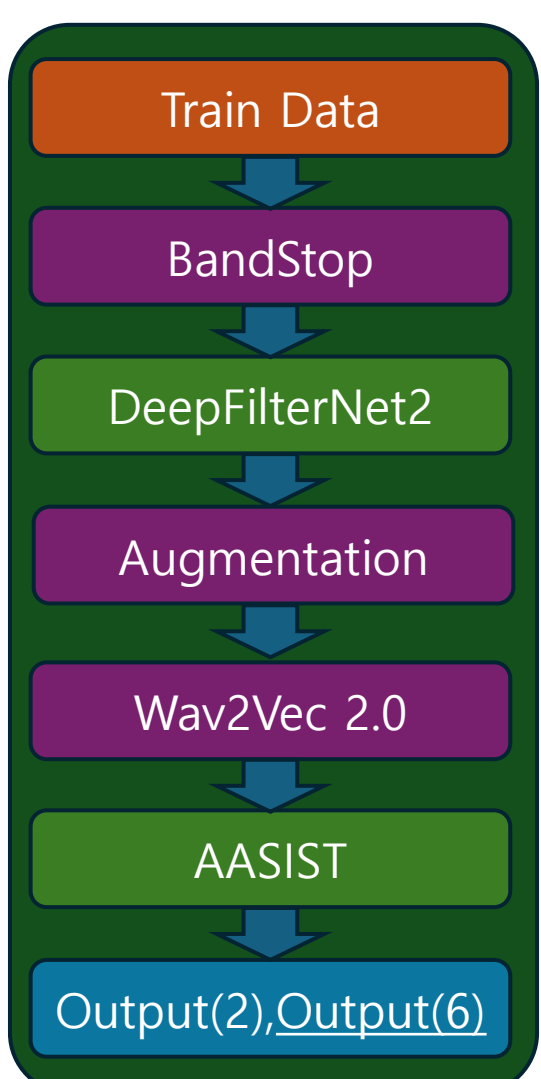 Train Data
BandStop
DeepFilterNet2
Augmentation
Wav2Vec 2.0
AASIST
Output(2),Output(6)